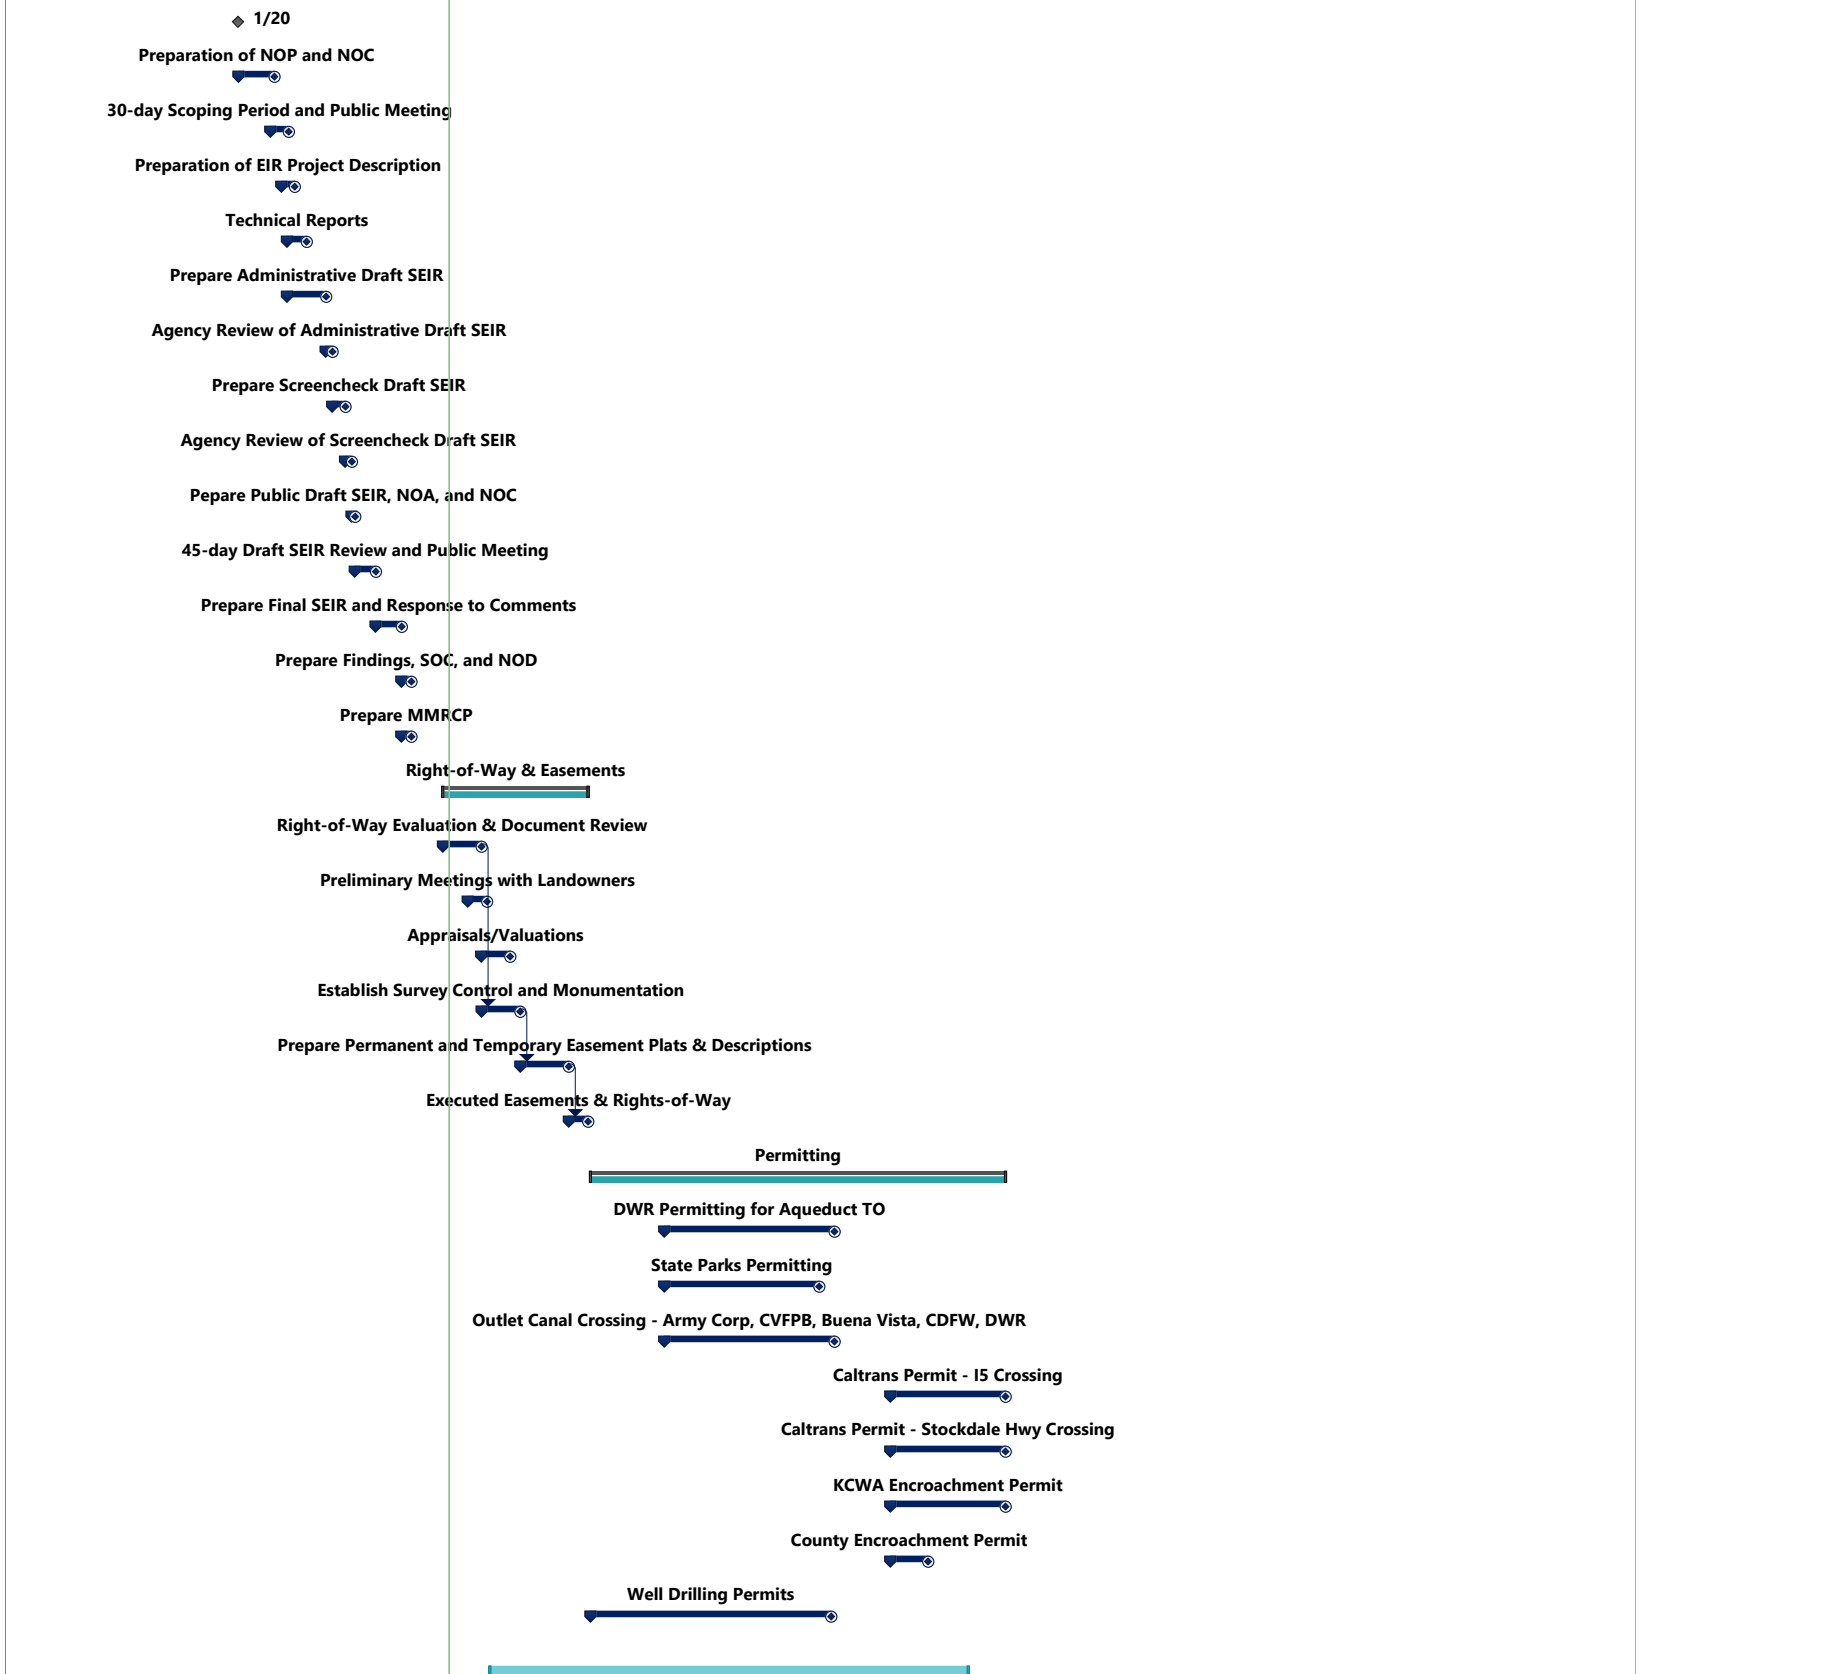 1/20
Preparation of NOP and NOC
30-day Scoping Period and Public Meeting
Preparation of EIR Project Description
Technical Reports
Prepare Administrative Draft SEIR
Agency Review of Administrative Draft SEIR
Prepare Screencheck Draft SEIR
Agency Review of Screencheck Draft SEIR
Pepare Public Draft SEIR, NOA, and NOC
45-day Draft SEIR Review and Public Meeting
Prepare Final SEIR and Response to Comments
Prepare Findings, SOC, and NOD
Prepare MMRCP
Right-of-Way & Easements
Right-of-Way Evaluation & Document Review
Preliminary Meetings with Landowners
Appraisals/Valuations
Establish Survey Control and Monumentation
Prepare Permanent and Temporary Easement Plats & Descriptions
Executed Easements & Rights-of-Way
Permitting
DWR Permitting for Aqueduct TO
State Parks Permitting
Outlet Canal Crossing - Army Corp, CVFPB, Buena Vista, CDFW, DWR
Caltrans Permit - I5 Crossing
Caltrans Permit - Stockdale Hwy Crossing
KCWA Encroachment Permit
County Encroachment Permit
Well Drilling Permits